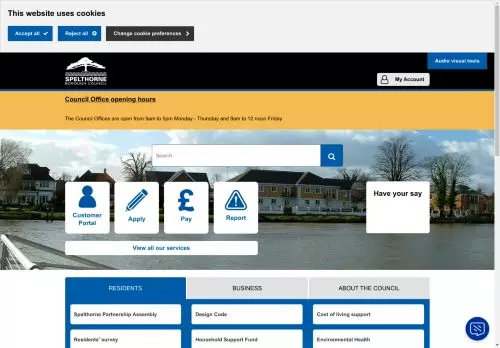 This website uses cookies
Accept all
Reject all
Change cookie preferences
Audio visual tools
SPELTHORNE
BOROUGH COUNCIL
My Account
Council Office opening hours
The Council Offices are open from 9am to 5pm Monday - Thursday and 9am to 12 noon Friday
Search
Customer Portal
Apply
Pay
Report
Have your say
View all our services
RESIDENTS
BUSINESS
ABOUT THE COUNCIL
Spelthorne Partnership Assembly
Design Code
Cost of living support
Residents' survey
Household Support Fund
Environmental Health